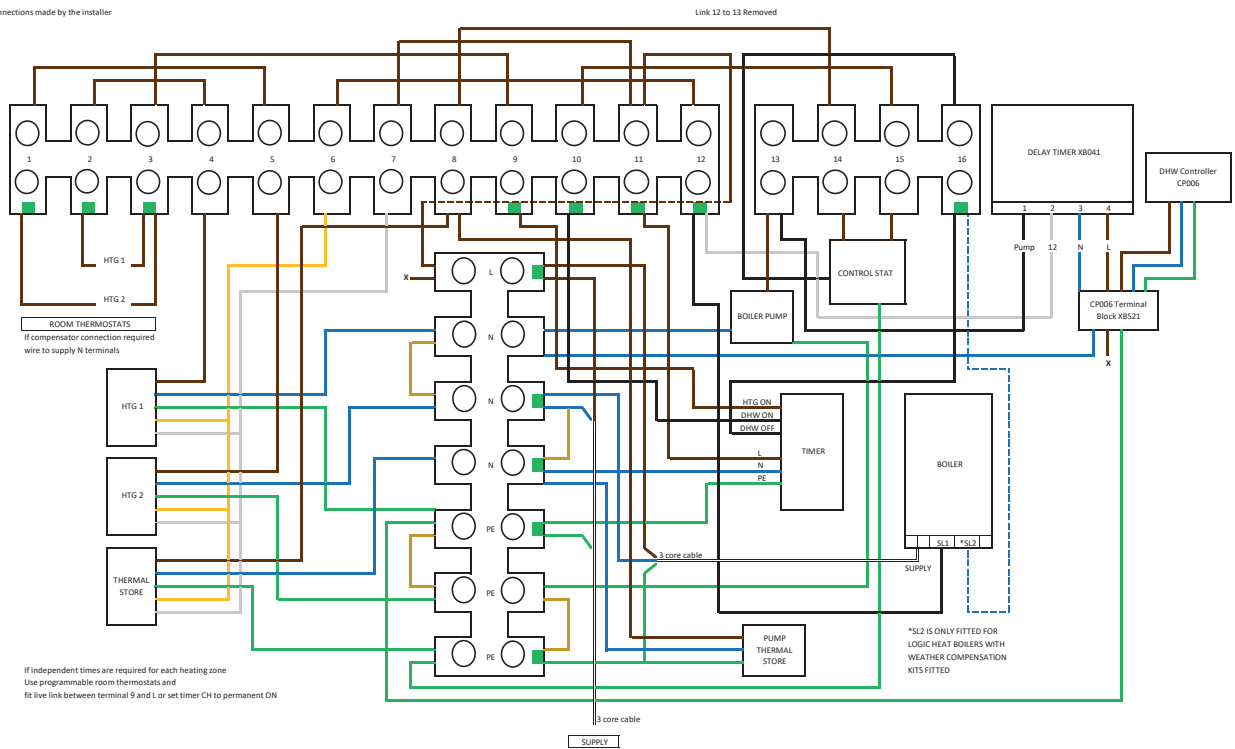 nnections made by the installer
Link 12 to 13 Removed
1 2 3 4 5 6 7 8 9 10 11 12 13 14 15 16
DELAY TIMER XB041
1 2 3 4
Pump 12 N L
DHW Controller
CP006
HTG 1
HTG 2
ROOM THERMOSTATS
If compensator connection required
wire to supply N terminals
X
L
N
N
N
PE
PE
PE
CONTROL STAT
BOILER PUMP
CP006 Terminal
Block XB521
X
HTG 1
HTG 2
THERMAL
STORE
HTG ON
DHW ON
DHW OFF
L
N
PE
TIMER
BOILER
SL1 *SL2
SUPPLY
3 core cable
PUMP
THERMAL
STORE
*SL2 IS ONLY FITTED FOR
LOGIC HEAT BOILERS WITH
WEATHER COMPENSATION
KITS FITTED
If independent times are required for each heating zone
Use programmable room thermostats and
fit live link between terminal 9 and L or set timer CH to permanent ON
3 core cable
SUPPLY